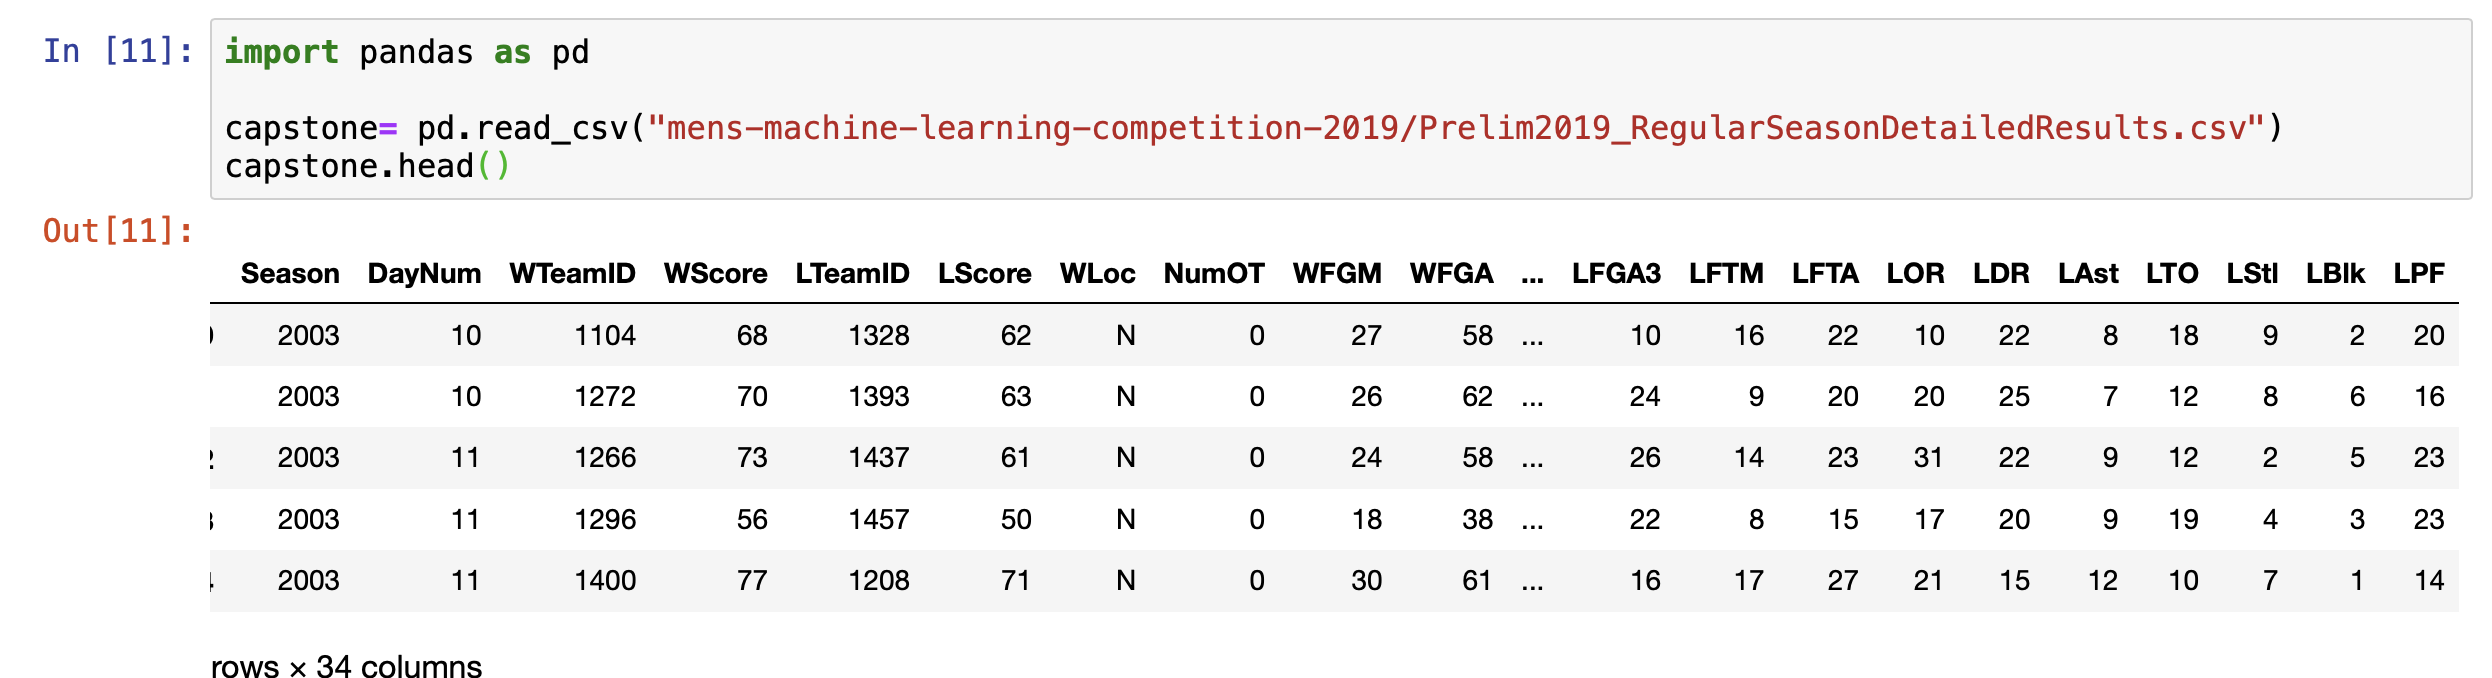 In [11]: import pandas as pd
capstone= pd.read_csv("mens-machine-learning-competition-2019/Prelim2019_RegularSeasonDetailedResults.csv")
capstone.head()
Out[11]:
Season DayNum WTeamID WScore LTeamID LScore WLoc NumOT WFGM WFGA ... LFGA3 LFTM LFTA LOR LDR LAst LTO LStl LBlk LPF
2003 10 1104 68 1328 62 N 0 27 58 ... 10 16 22 10 22 8 18 9 2 20
2003 10 1272 70 1393 63 N 0 26 62 ... 24 9 20 20 25 7 12 8 6 16
2003 11 1266 73 1437 61 N 0 24 58 ... 26 14 23 31 22 9 12 2 5 23
2003 11 1296 56 1457 50 N 0 18 38 ... 22 8 15 17 20 9 19 4 3 23
2003 11 1400 77 1208 71 N 0 30 61 ... 16 17 27 21 15 12 10 7 1 14
rows × 34 columns